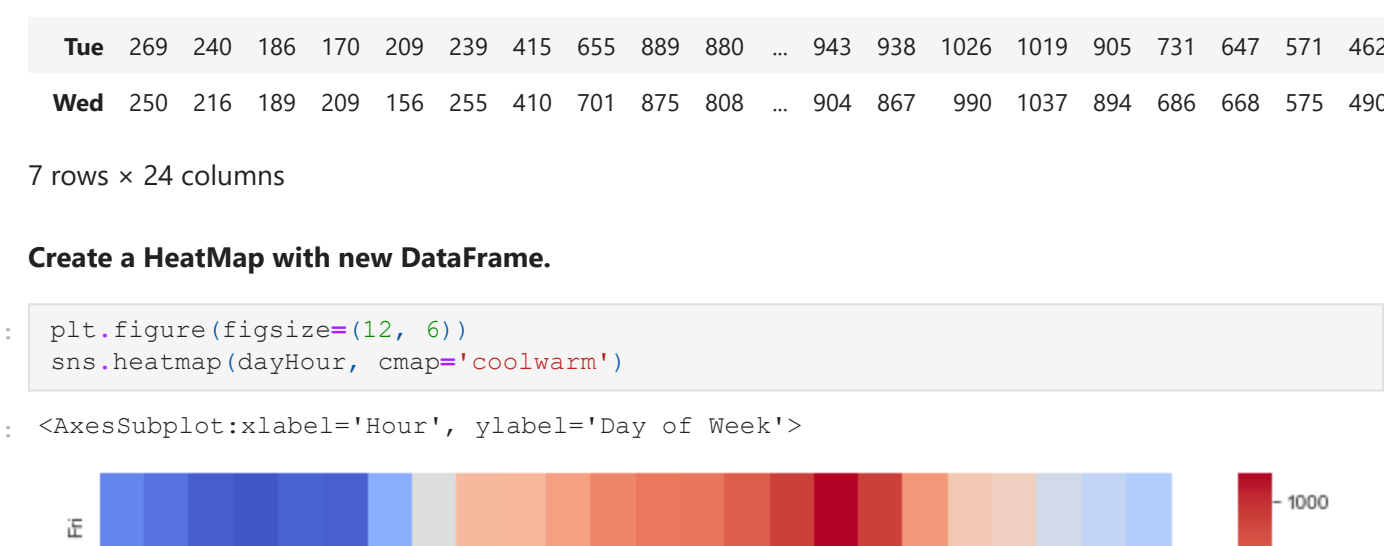 Tue 269 240 186 170 209 239 415 655 889 880 ... 943 938 1026 1019 905 731 647 571 462
Wed 250 216 189 209 156 255 410 701 875 808 ... 904 867 990 1037 894 686 668 575 490
7 rows × 24 columns
Create a HeatMap with new DataFrame.
: plt.figure(figsize=(12, 6))
sns.heatmap(dayHour, cmap='coolwarm')
: <AxesSubplot:xlabel='Hour', ylabel='Day of Week'>
Fri
1000